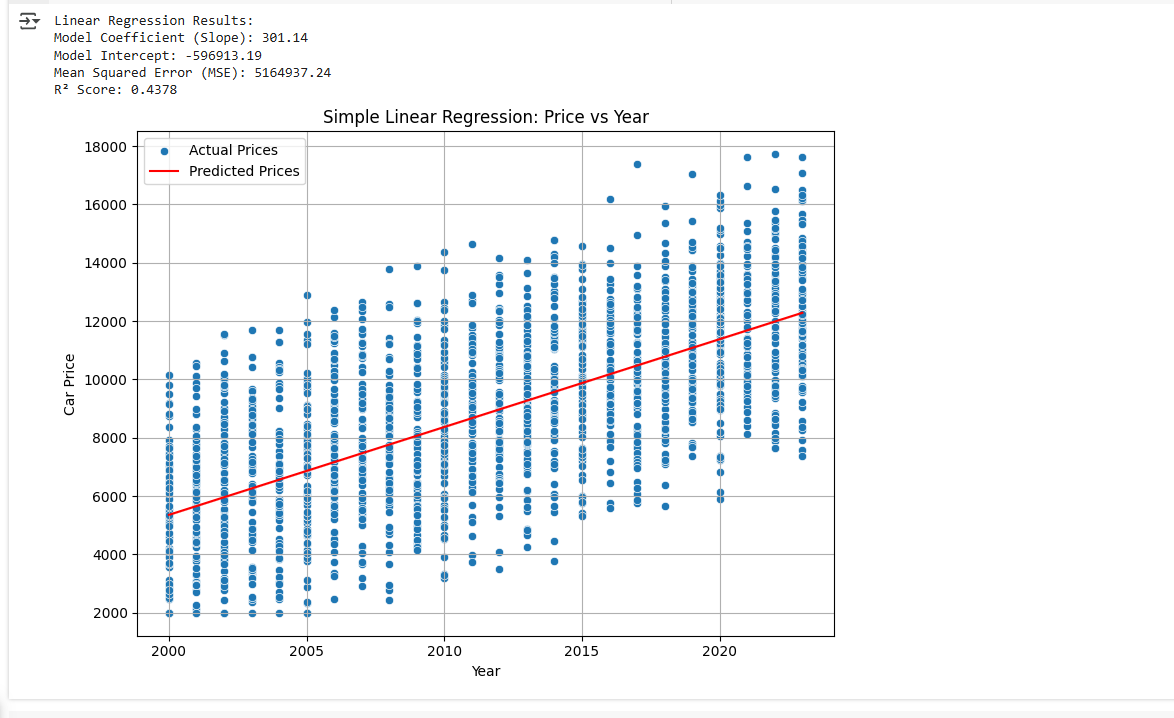 Linear Regression Results:
Model Coefficient (Slope): 301.14
Model Intercept: -596913.19
Mean Squared Error (MSE): 5164937.24
R² Score: 0.4378
Simple Linear Regression: Price vs Year
Actual Prices
Predicted Prices
18000
16000
14000
12000
10000
8000
6000
4000
2000
Car Price
2000 2005 2010 2015 2020
Year